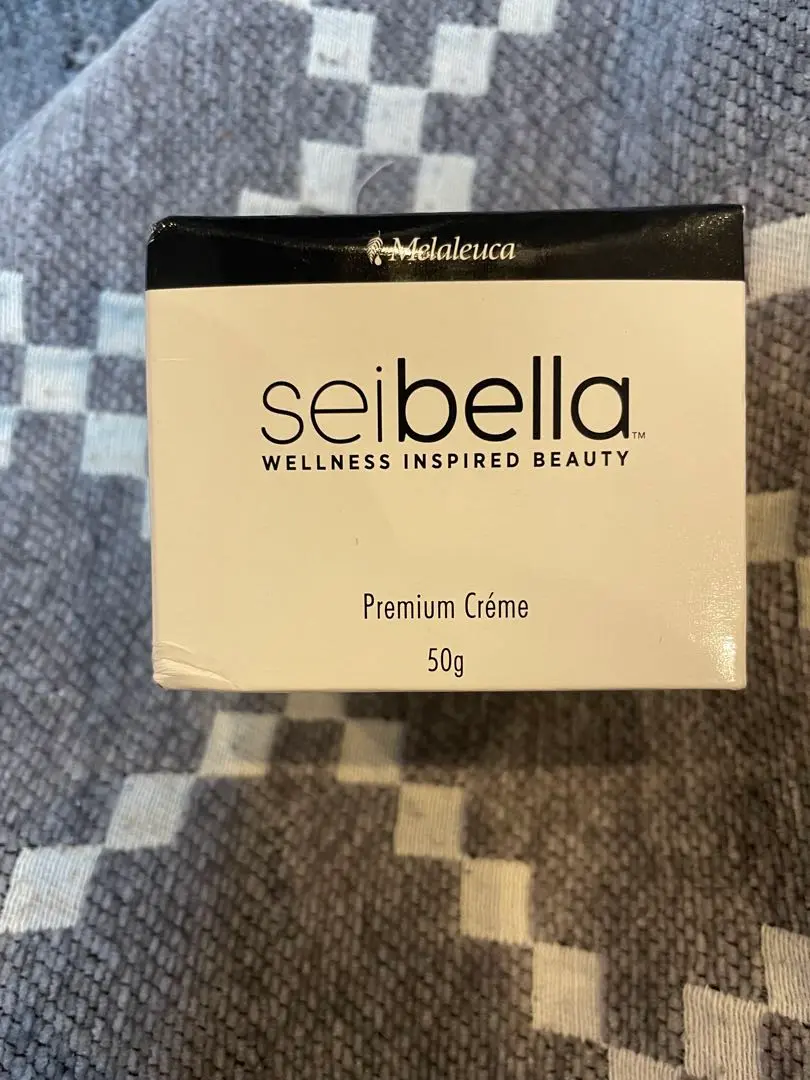 Melaleuca
seibella™
WELLNESS INSPIRED BEAUTY
Premium Créme
50g